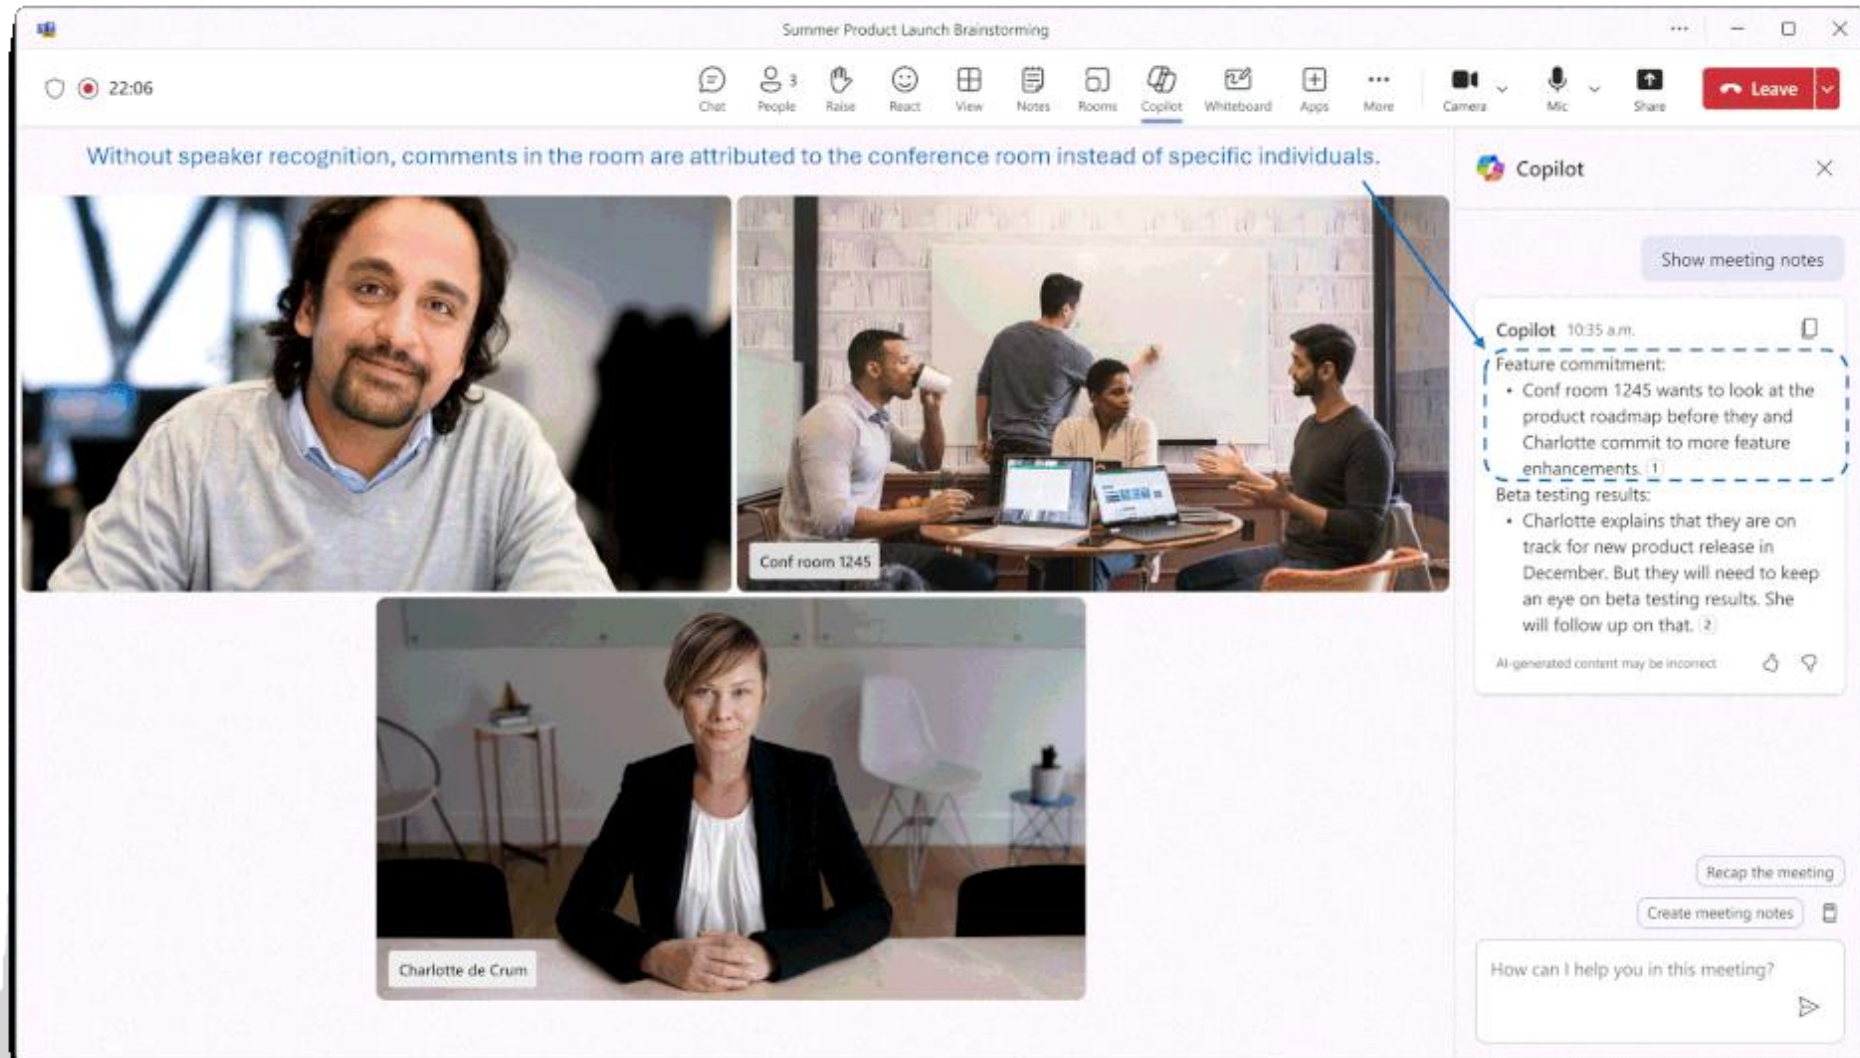 Summer Product Launch Brainstorming
22:06
Chat
People 3
Raise
React
View
Notes
Rooms
Copilot
Whiteboard
Apps
More
Camera
Mic
Share
Leave
Without speaker recognition, comments in the room are attributed to the conference room instead of specific individuals.
Conf room 1245
Charlotte de Crum
Copilot
Show meeting notes
Copilot 10:35 a.m.
Feature commitment:
• Conf room 1245 wants to look at the
product roadmap before they and
Charlotte commit to more feature
enhancements. 1
Beta testing results:
• Charlotte explains that they are on
track for new product release in
December. But they will need to keep
an eye on beta testing results. She
will follow up on that. 2
AI-generated content may be incorrect
Recap the meeting
Create meeting notes
How can I help you in this meeting?